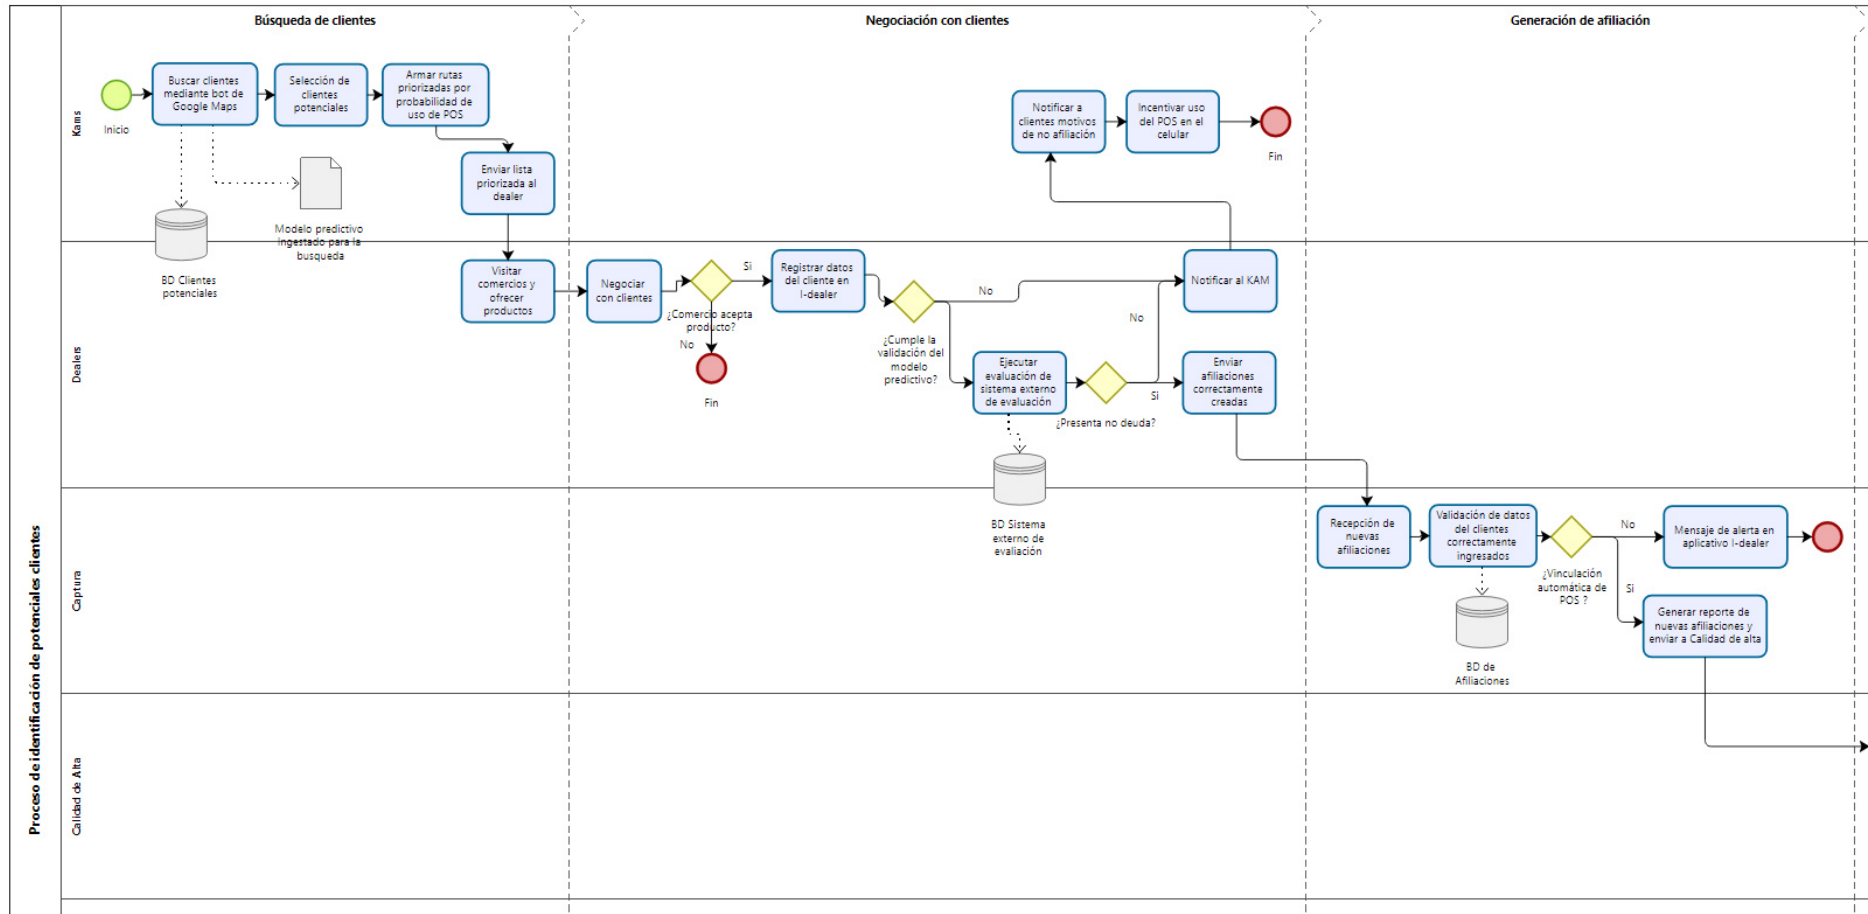 Búsqueda de clientes
Negociación con clientes
Generación de afiliación
Proceso de identificación de potenciales clientes
Kams
Inicio
Buscar clientes
mediante bot de
Google Maps
Selección de
clientes
potenciales
Armar rutas
priorizadas por
probabilidad de
uso de POS
Enviar lista
priorizada al
dealer
BD Clientes
potenciales
Modelo predictivo
ingestado para la
busqueda
Notificar a
clientes motivos
de no afiliación
Incentivar uso
del POS en el
celular
Fin
Dealers
Visitar
comercios y
ofrecer
productos
Negociar
con clientes
¿Comercio acepta
producto?
Si
No
Fin
Registrar datos
del cliente en
I-dealer
¿Cumple la
validación del
modelo
predictivo?
No
Ejecutar
evaluación de
sistema externo
de evaluación
¿Presenta no deuda?
No
Si
Notificar al KAM
Enviar
afiliaciones
correctamente
creadas
BD Sistema
externo de
evaliación
Captura
Recepción de
nuevas
afiliaciones
Validación de datos
del clientes
correctamente
ingresados
BD de
Afiliaciones
¿Vinculación
automática de
POS ?
No
Si
Mensaje de alerta en
aplicativo I-dealer
Generar reporte de
nuevas afiliaciones y
enviar a Calidad de alta
Calidad de Alta